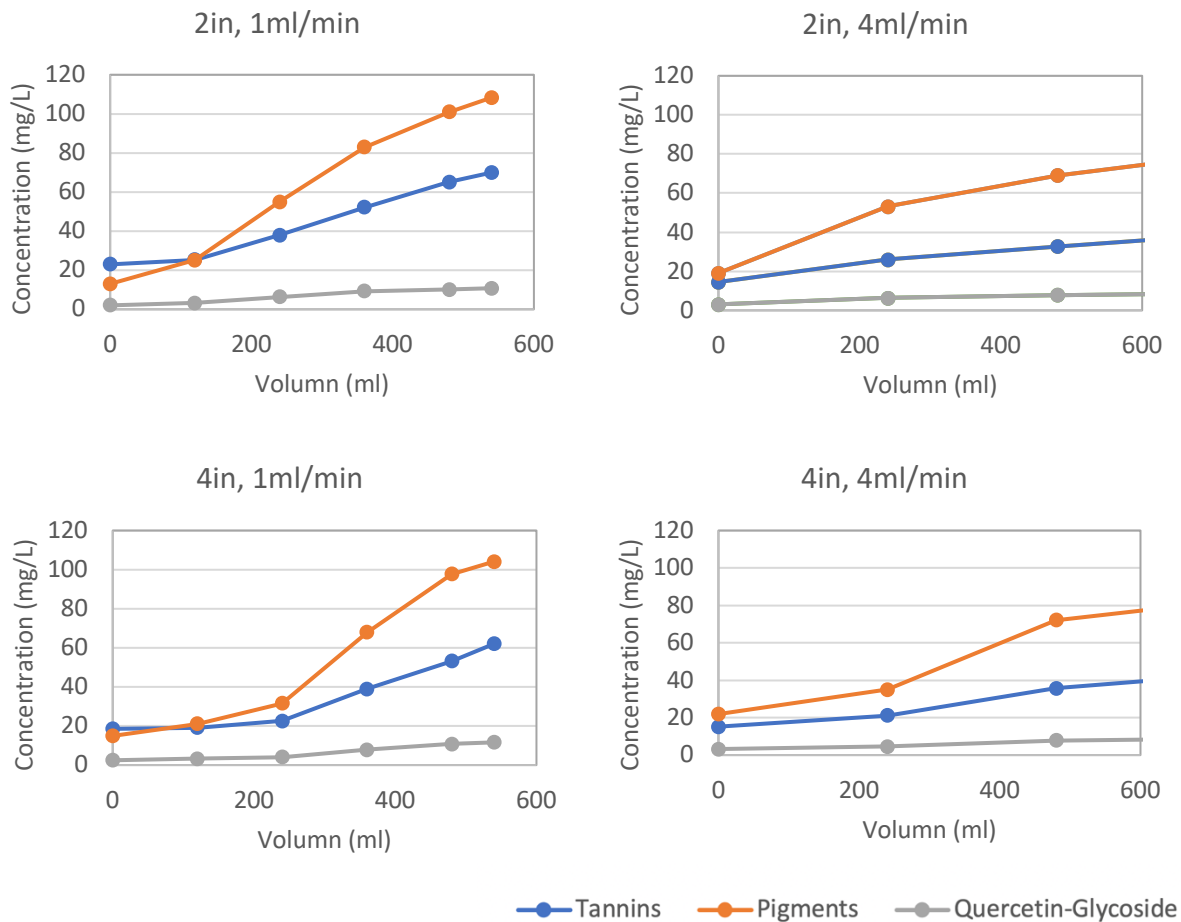 2in, 1ml/min
120
100
80
60
40
20
0
0 200 400 600
Concentration (mg/L)
Volumn (ml)
2in, 4ml/min
120
100
80
60
40
20
0
0 200 400 600
Concentration (mg/L)
Volumn (ml)
4in, 1ml/min
120
100
80
60
40
20
0
0 200 400 600
Concentration (mg/L)
Volumn (ml)
4in, 4ml/min
120
100
80
60
40
20
0
0 200 400 600
Concentration (mg/L)
Volumn (ml)
Tannins Pigments Quercetin-Glycoside